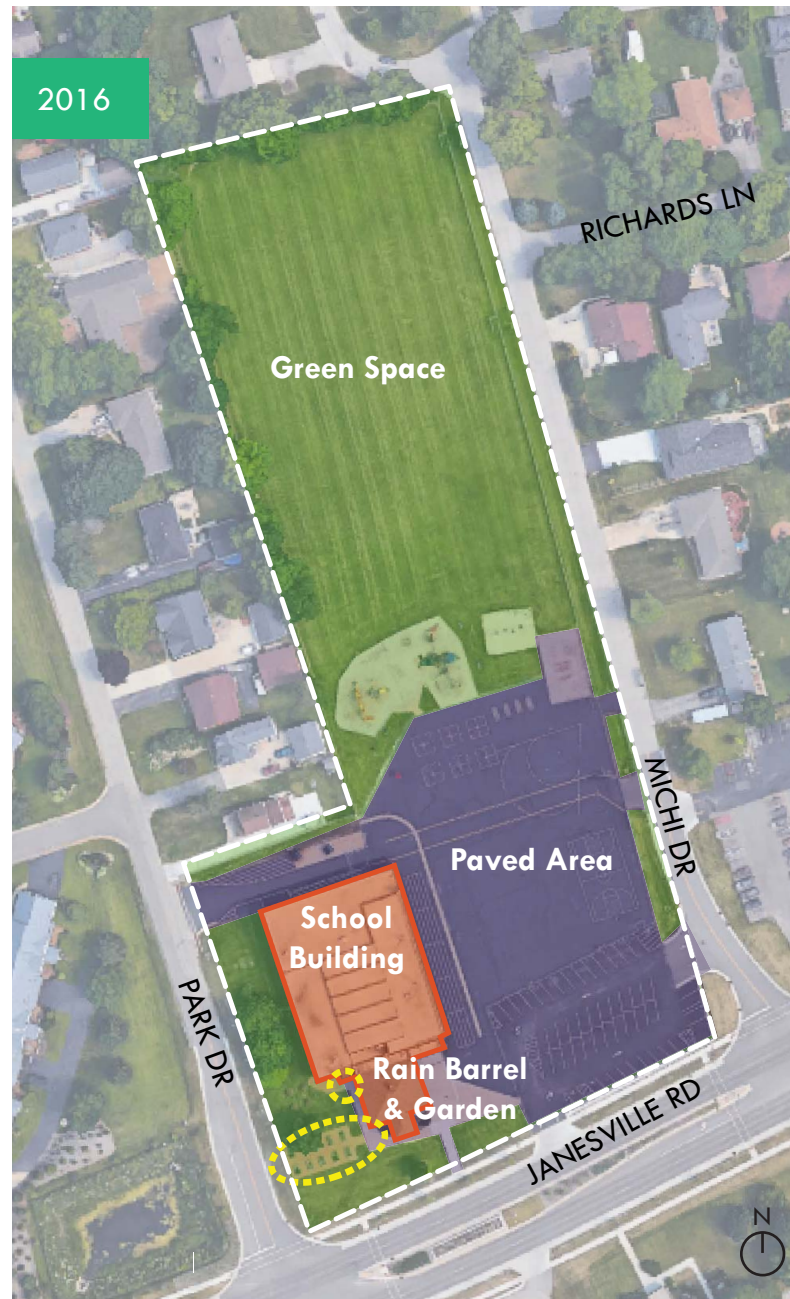 2016
RICHARDS LN
Green Space
MICHI DR
Paved Area
School
Building
PARK DR
Rain Barrel
& Garden
JANESVILLE RD
N